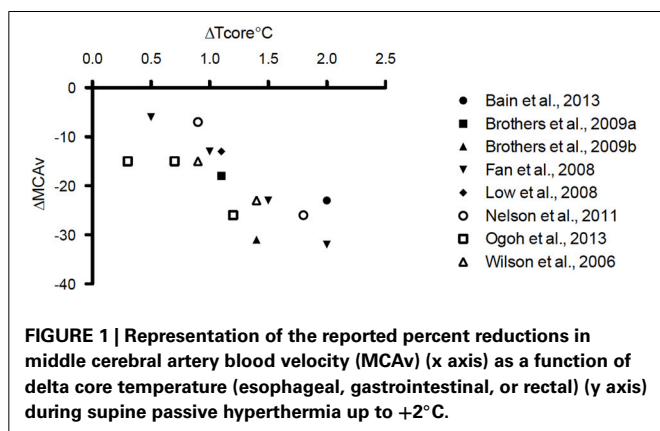 ΔTcore°C
0.0 0.5 1.0 1.5 2.0 2.5
0
-10
-20
-30
-40
ΔMCAv
Bain et al., 2013
Brothers et al., 2009a
Brothers et al., 2009b
Fan et al., 2008
Low et al., 2008
Nelson et al., 2011
Ogoh et al., 2013
Wilson et al., 2006
FIGURE 1 | Representation of the reported percent reductions in
middle cerebral artery blood velocity (MCAv) (x axis) as a function of
delta core temperature (esophageal, gastrointestinal, or rectal) (y axis)
during supine passive hyperthermia up to +2°C.